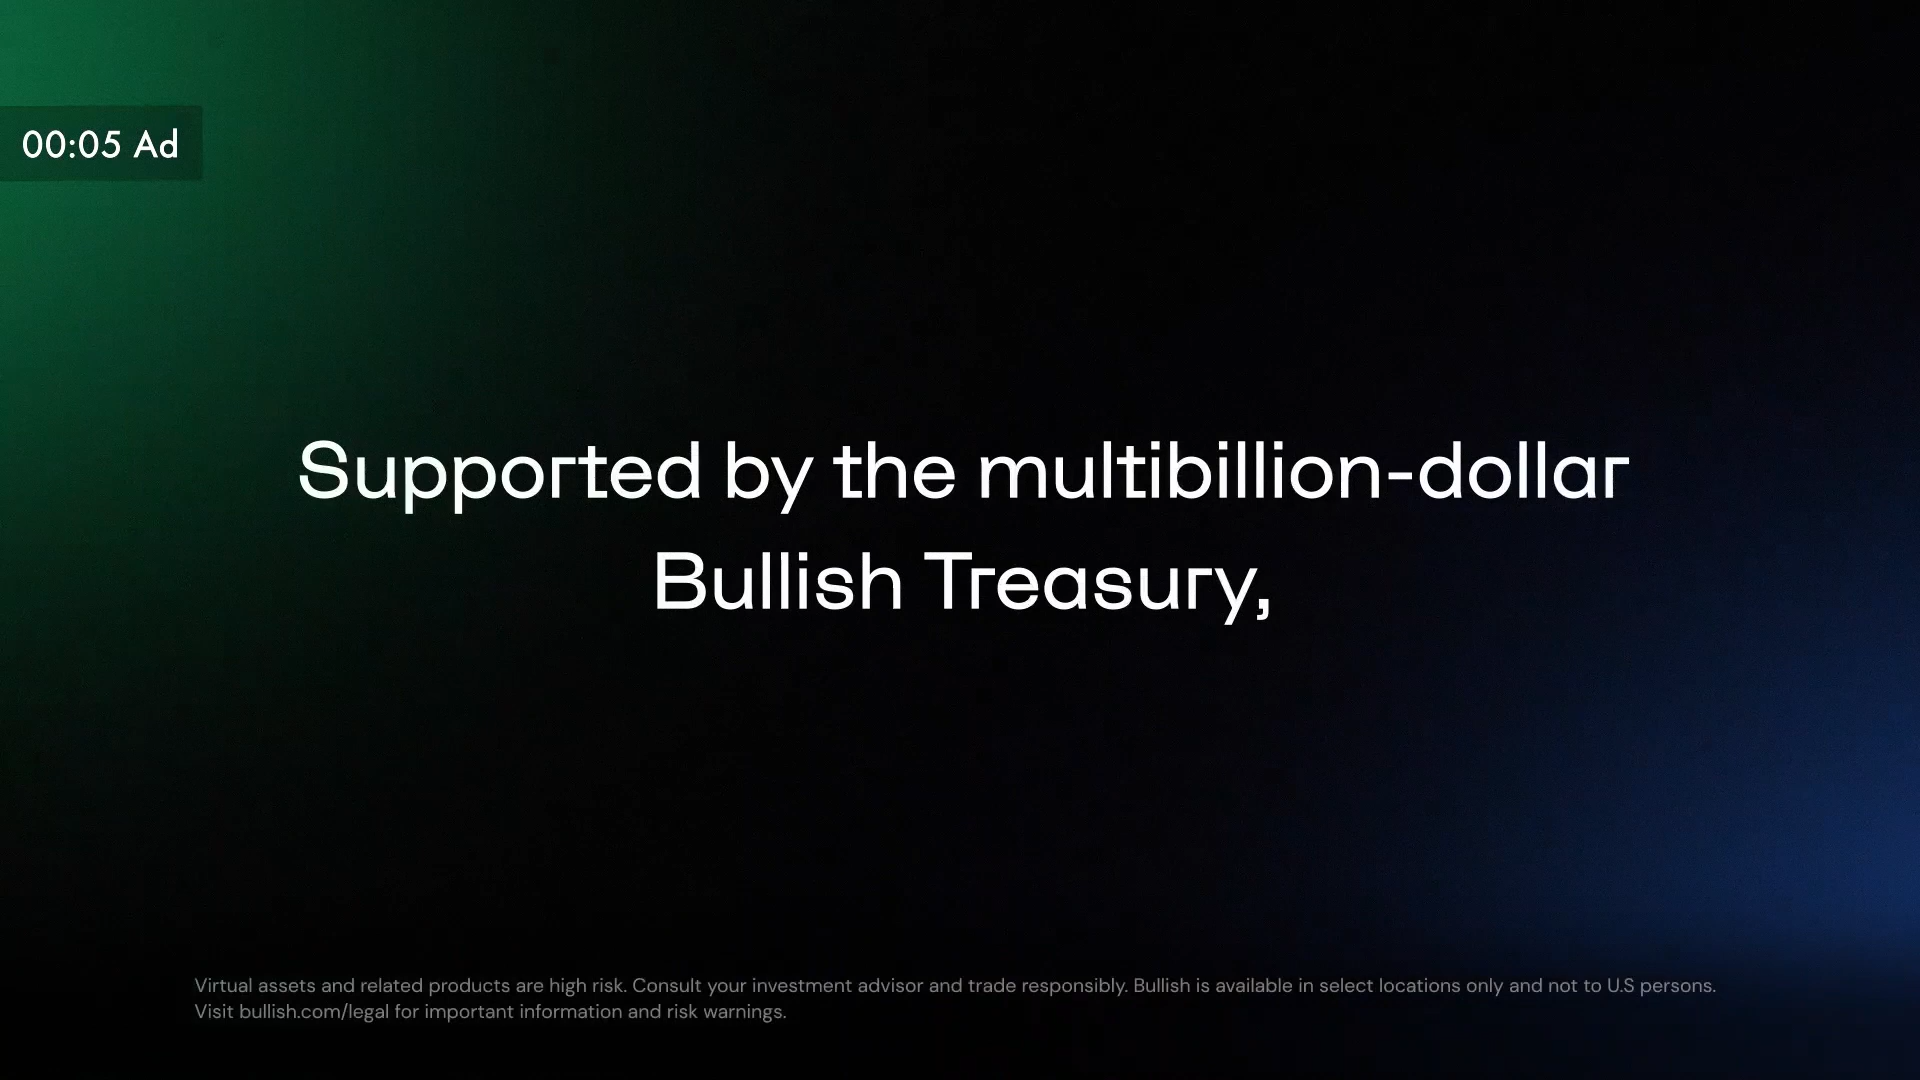 00:05 Ad
Supported by the multibillion-dollar
Bullish Treasury,
Virtual assets and related products are high risk. Consult your investment advisor and trade responsibly. Bullish is available in select locations only and not to U.S persons.
Visit bullish.com/legal for important information and risk warnings.